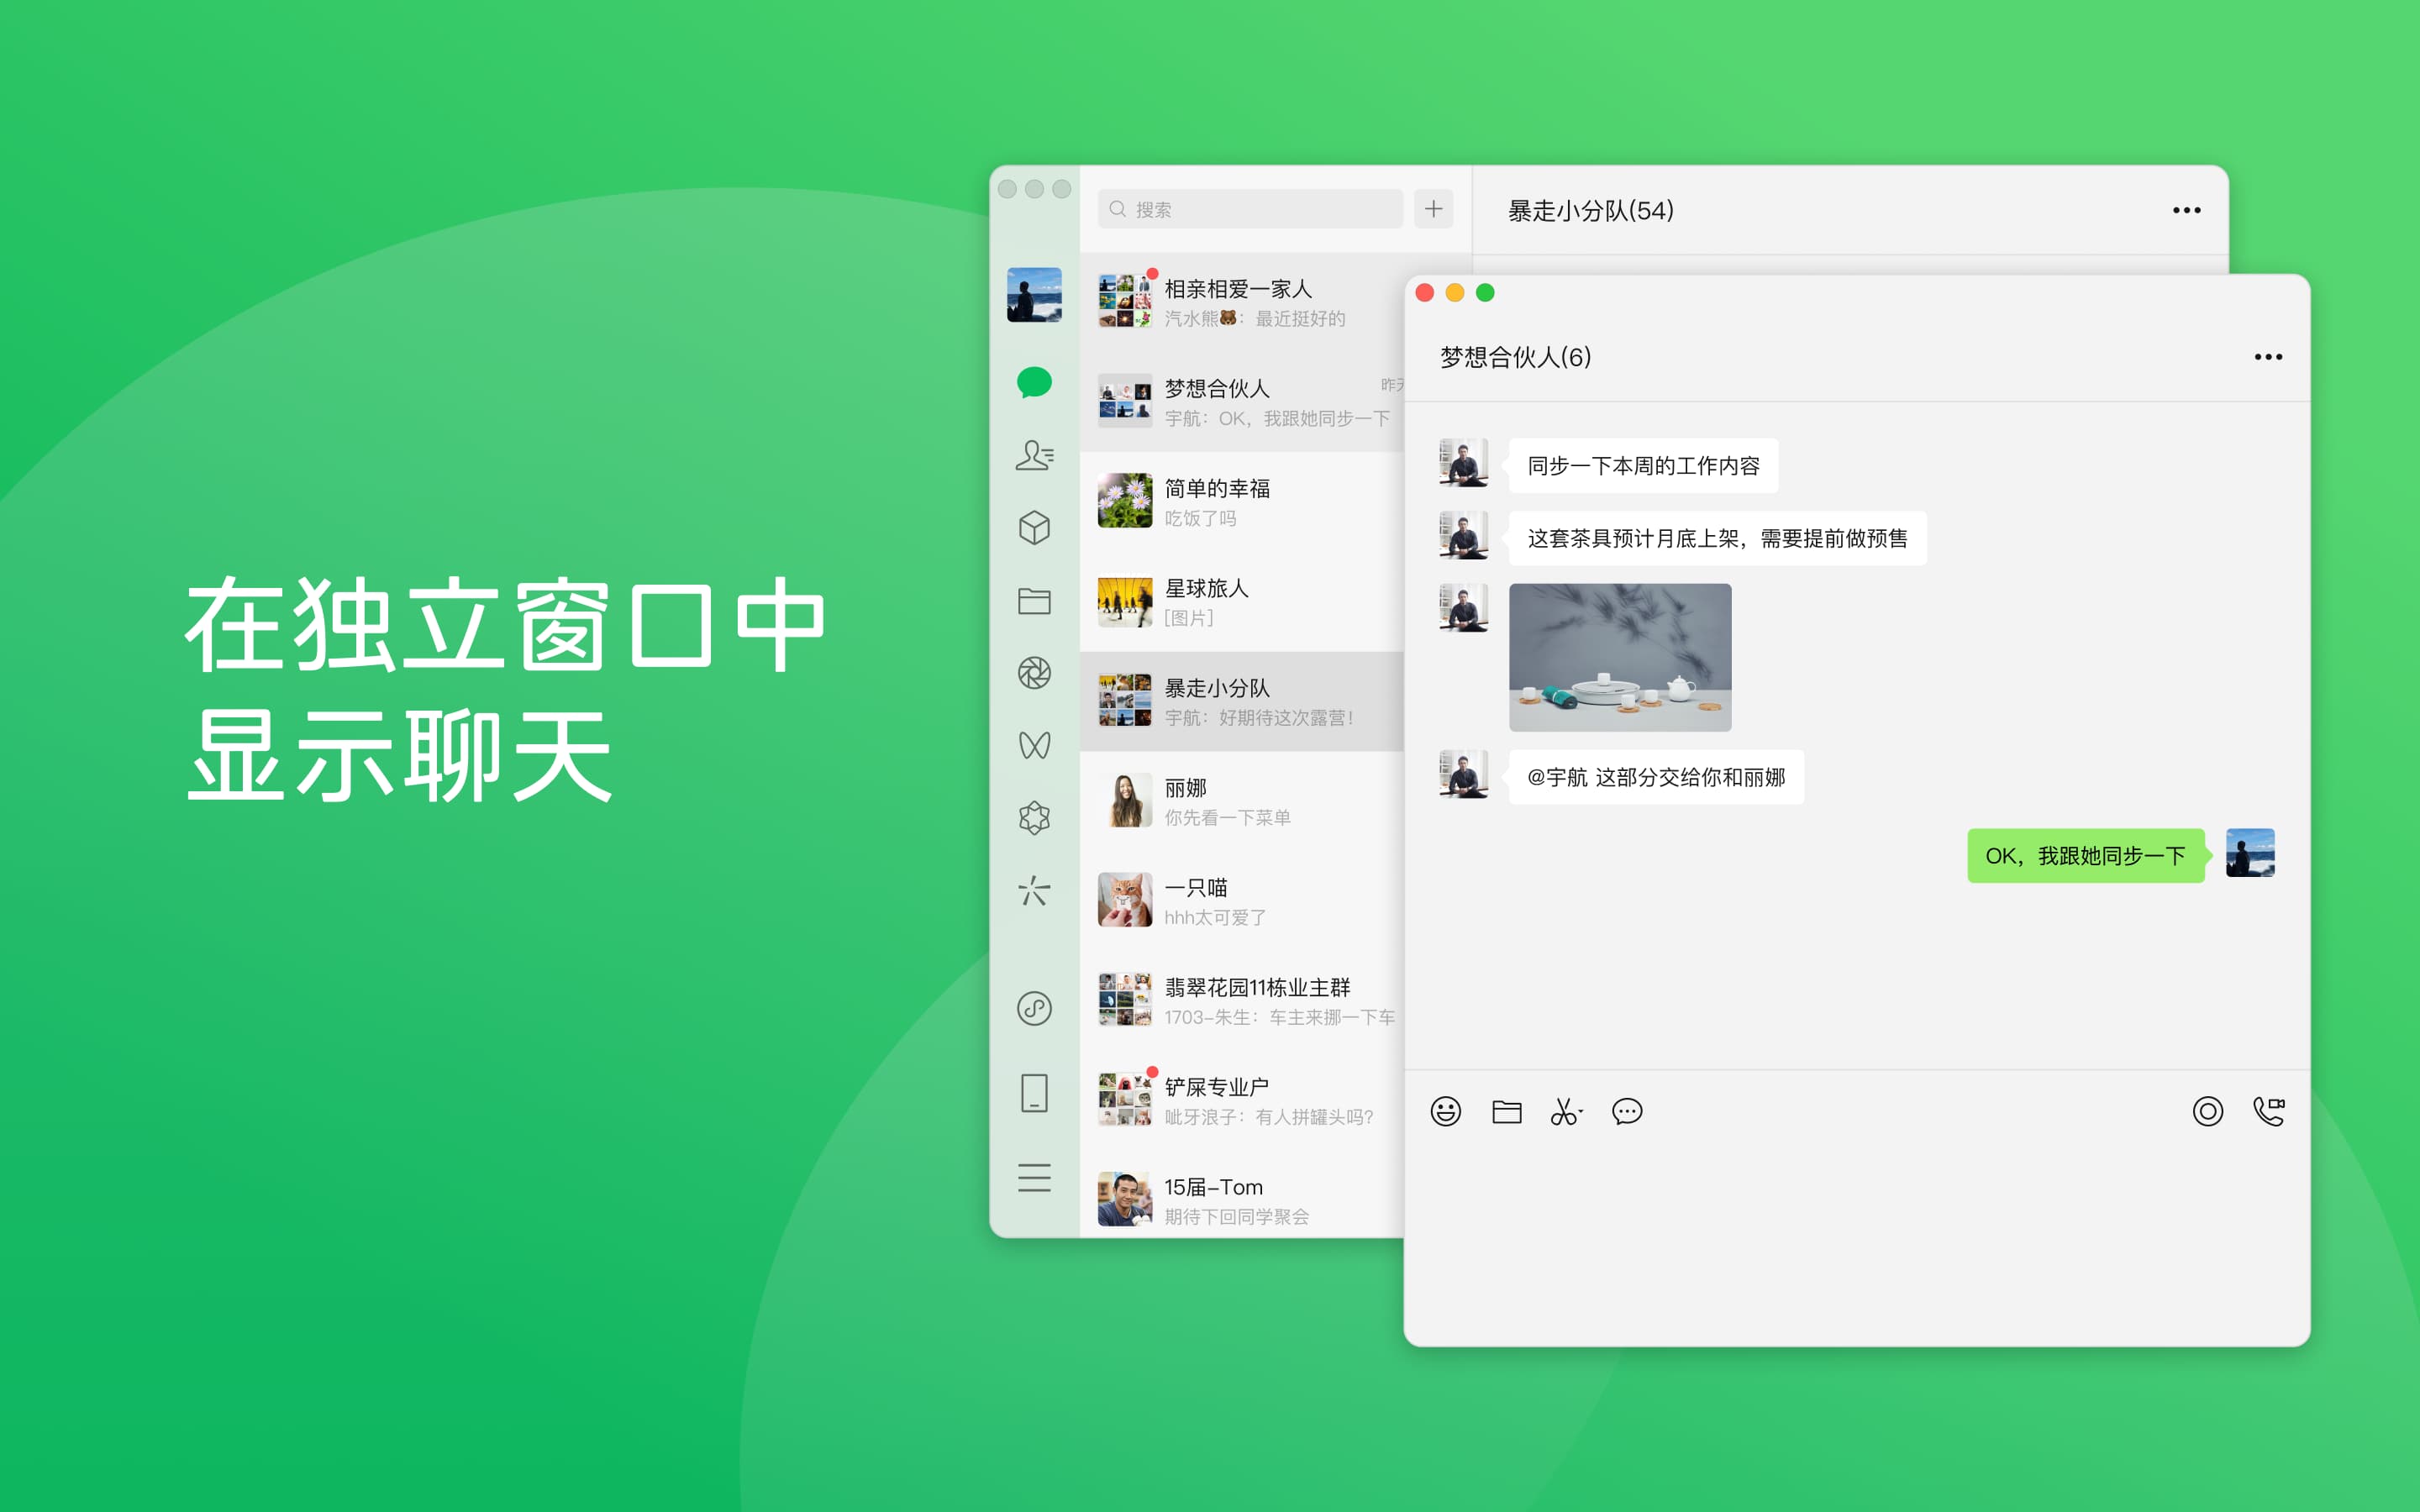 在独立窗口中
显示聊天
搜索
暴走小分队(54)
相亲相爱一家人
汽水熊🐻：最近挺好的
梦想合伙人
昨
宇航：OK，我跟她同步一下
简单的幸福
吃饭了吗
星球旅人
[图片]
暴走小分队
宇航：好期待这次露营！
丽娜
你先看一下菜单
一只喵
hhh太可爱了
翡翠花园11栋业主群
1703-朱生：车主来挪一下车
铲屎专业户
呲牙浪子：有人拼罐头吗？
15届-Tom
期待下回同学聚会
梦想合伙人(6)
同步一下本周的工作内容
这套茶具预计月底上架，需要提前做预售
@宇航 这部分交给你和丽娜
OK，我跟她同步一下